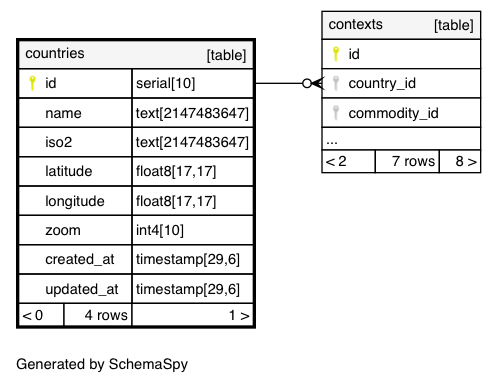 countries [table]
id serial[10]
name text[2147483647]
iso2 text[2147483647]
latitude float8[17,17]
longitude float8[17,17]
zoom int4[10]
created_at timestamp[29,6]
updated_at timestamp[29,6]
< 0 4 rows 1 >
contexts [table]
id
country_id
commodity_id
...
< 2 7 rows 8 >
Generated by SchemaSpy